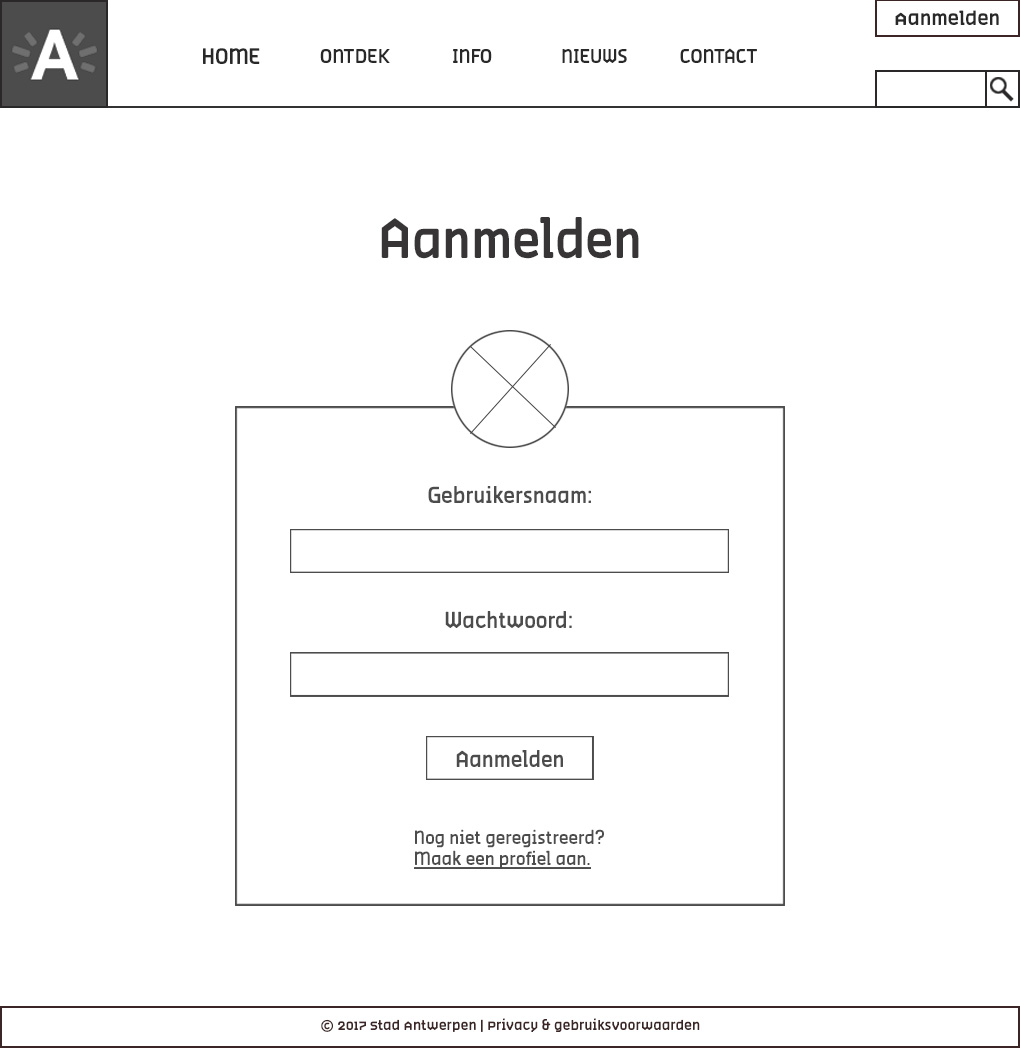 A
Aanmelden
HOME ONTDEK INFO NIEUWS CONTACT
Aanmelden
Gebruikersnaam:
Wachtwoord:
Aanmelden
Nog niet geregistreerd?
Maak een profiel aan.
© 2017 Stad Antwerpen | Privacy & gebruiksvoorwaarden